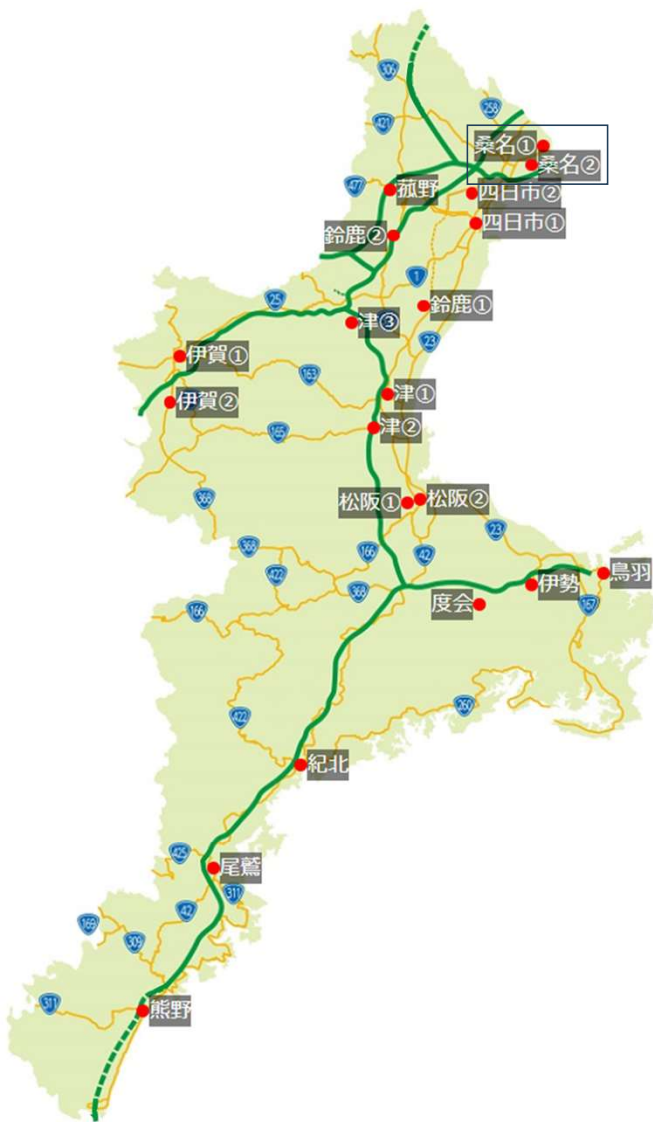 306
258
421
桑名①
桑名②
477
菰野
四日市②
四日市①
鈴鹿②
1
25
鈴鹿①
津③
23
伊賀①
163
津①
伊賀②
165
津②
368
松阪①
松阪②
23
368
166
42
422
368
伊勢
鳥羽
度会
167
166
260
422
紀北
425
尾鷲
311
42
169
309
311
熊野